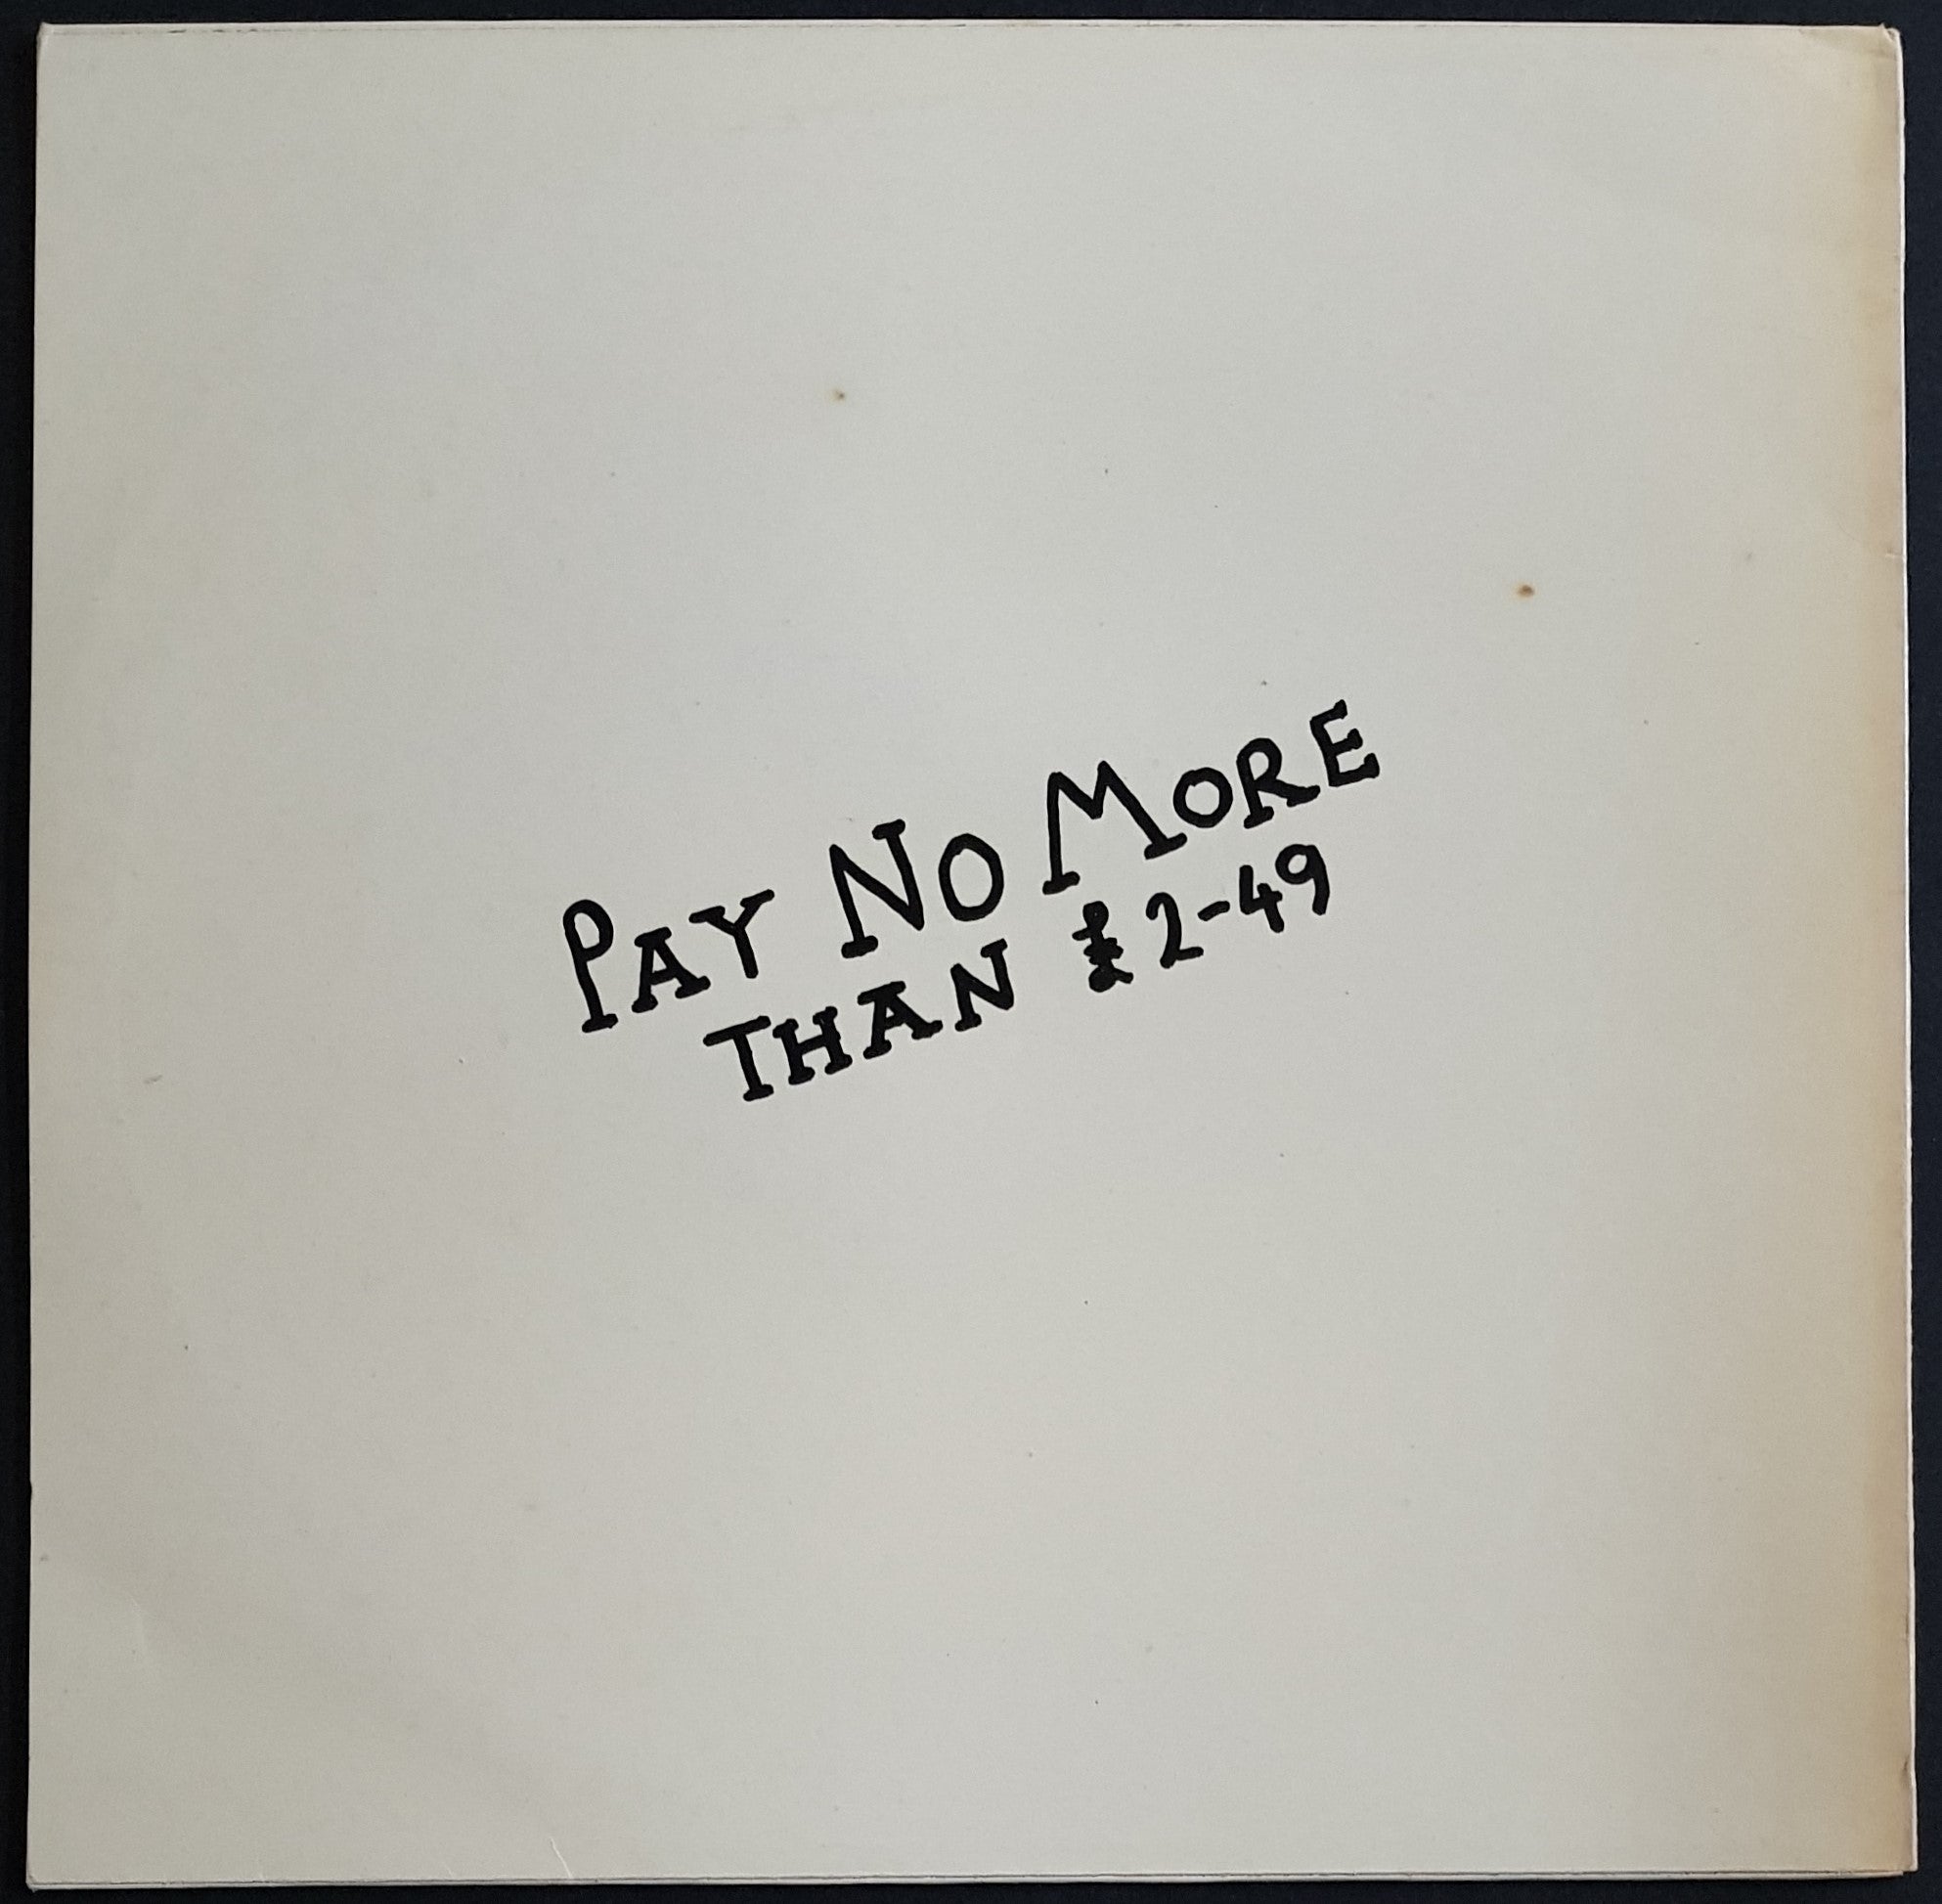 PAY NO MORE
THAN £2-49